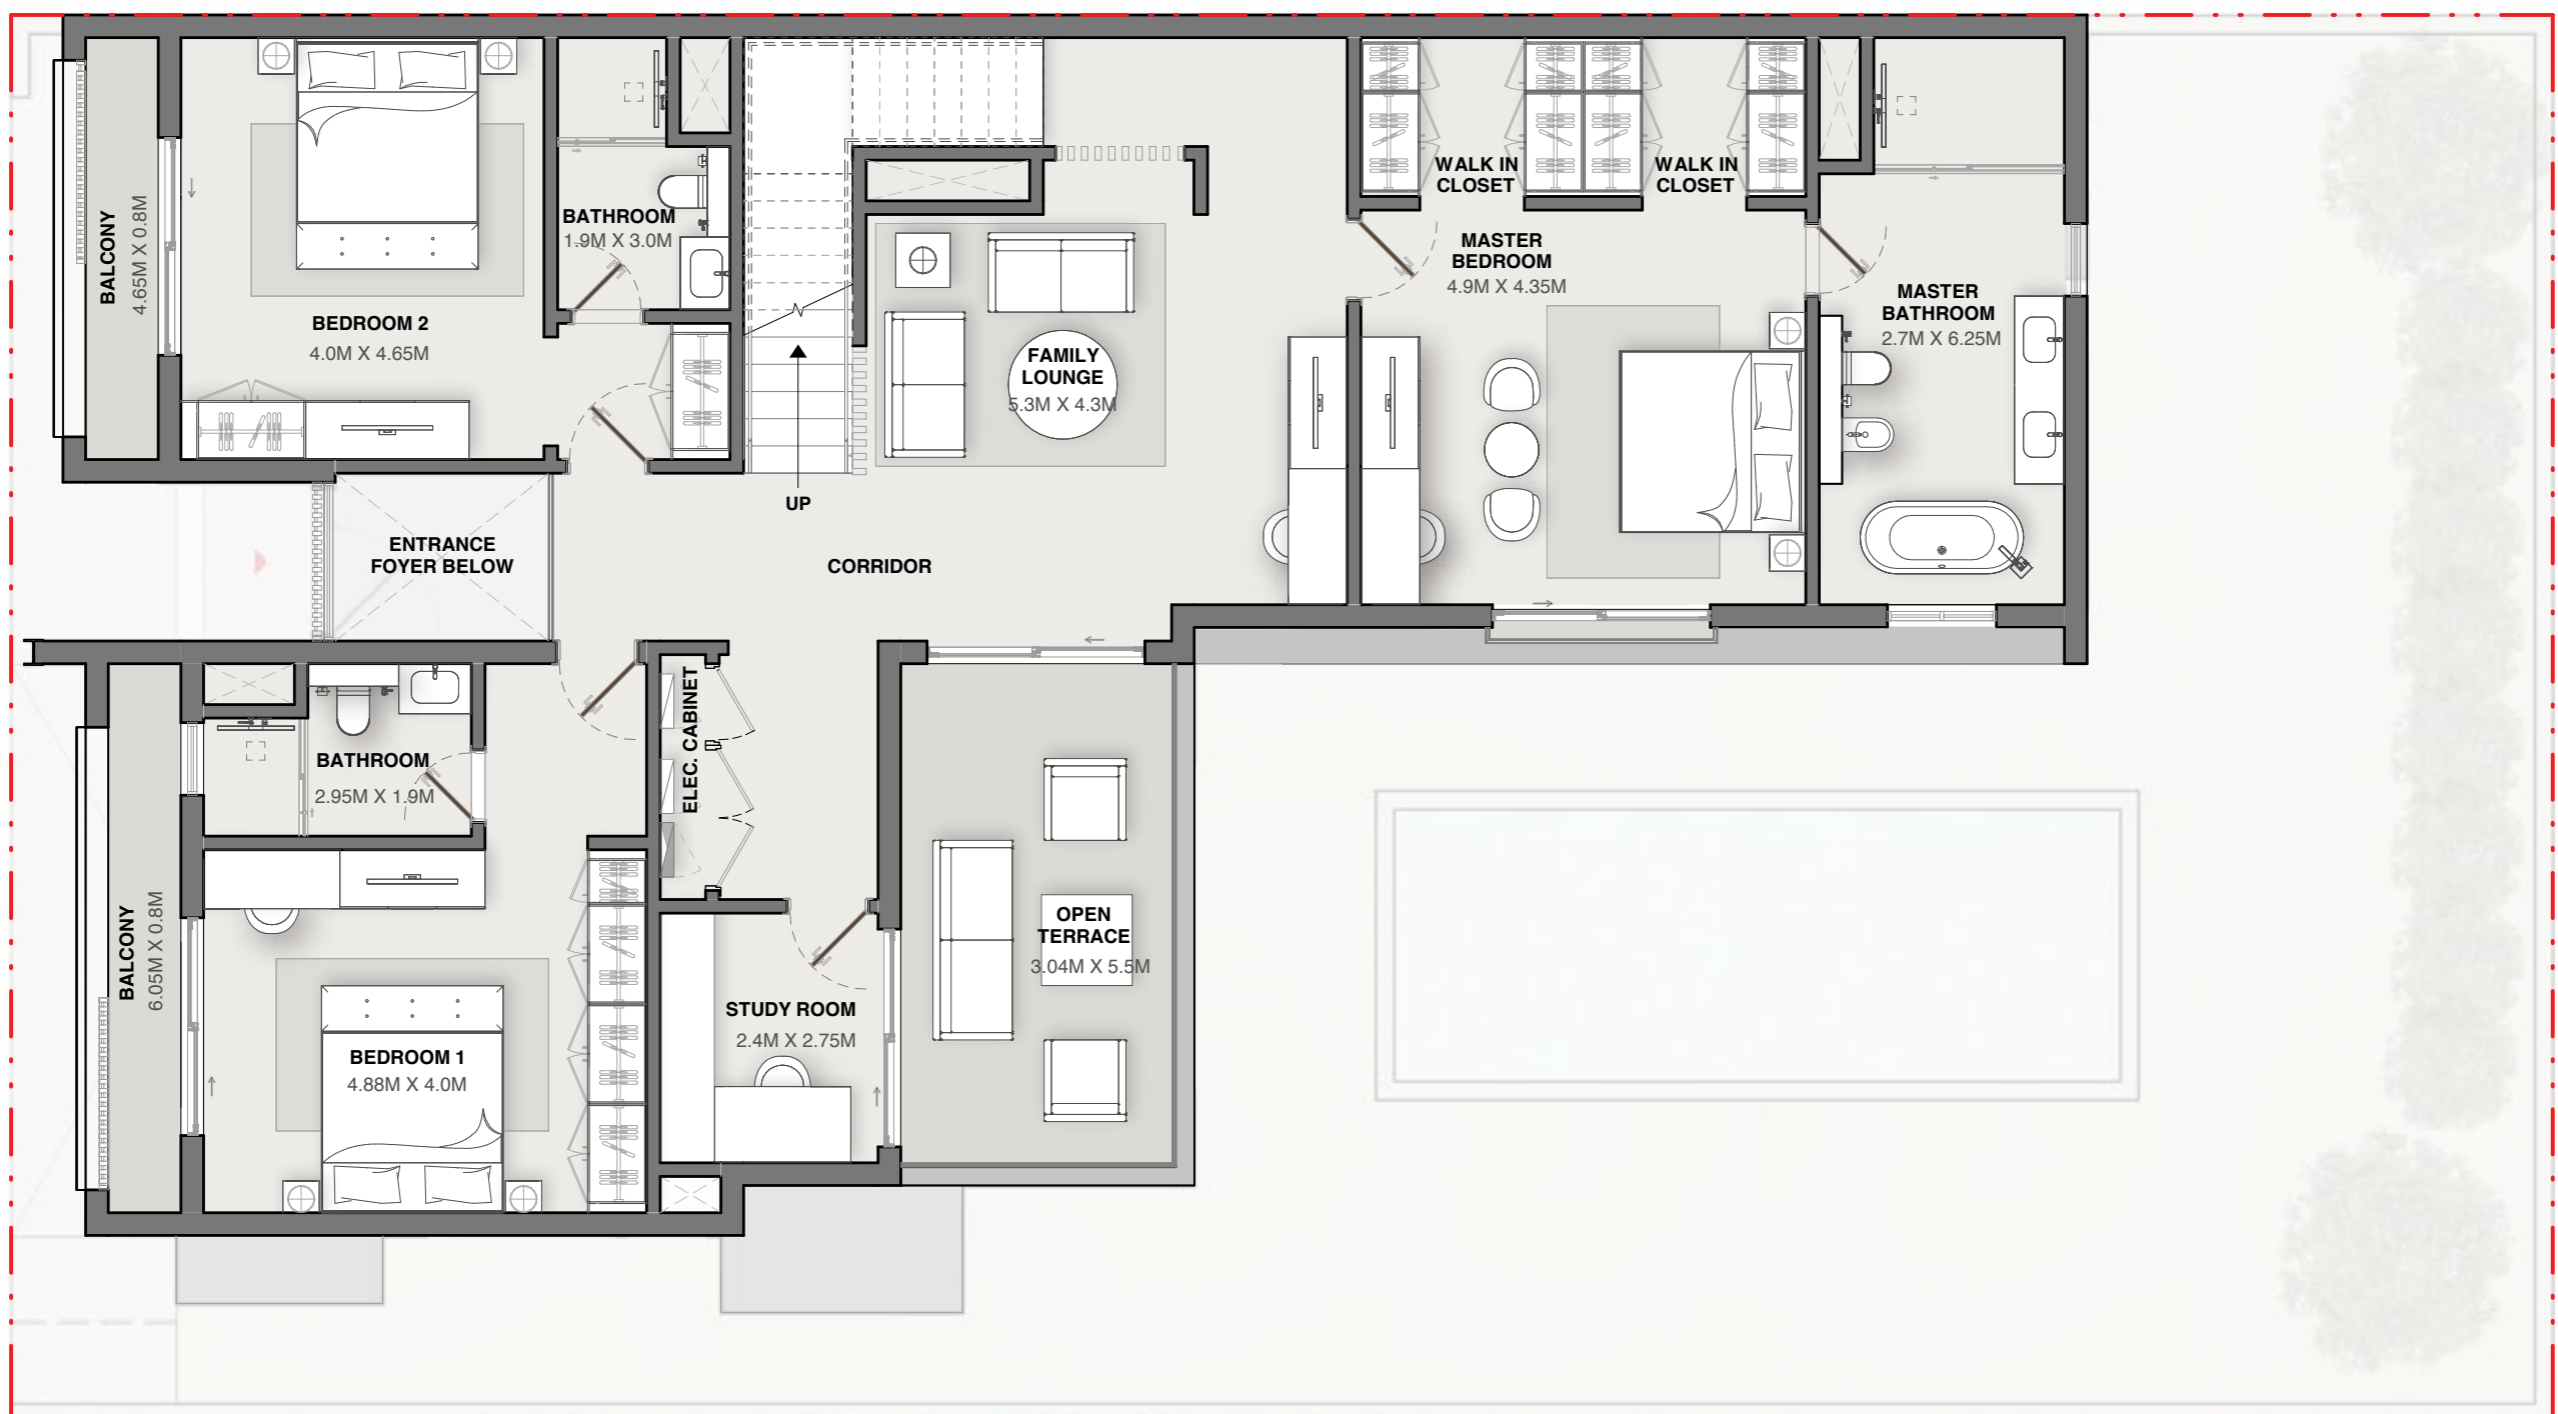 BALCONY
4.65M X 0.8M
BEDROOM 2
4.0M X 4.65M
BATHROOM
1.9M X 3.0M
UP
FAMILY
LOUNGE
5.3M X 4.3M
WALK IN
CLOSET
WALK IN
CLOSET
MASTER
BEDROOM
4.9M X 4.35M
MASTER
BATHROOM
2.7M X 6.25M
ENTRANCE
FOYER BELOW
CORRIDOR
BATHROOM
2.95M X 1.9M
ELEC. CABINET
BALCONY
6.05M X 0.8M
BEDROOM 1
4.88M X 4.0M
STUDY ROOM
2.4M X 2.75M
OPEN
TERRACE
3.04M X 5.5M